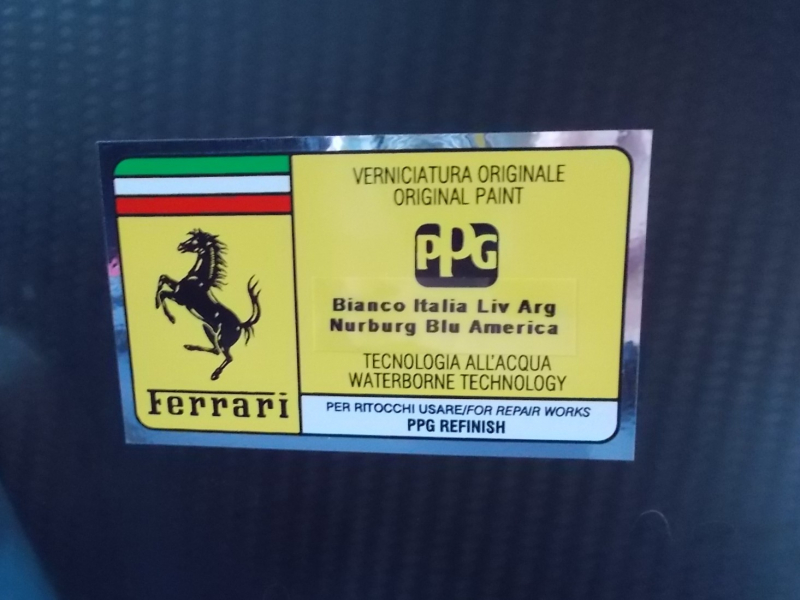 Ferrari
VERNICIATURA ORIGINALE
ORIGINAL PAINT
PPG
Bianco Italia Liv Arg
Nurburg Blu America
TECNOLOGIA ALL'ACQUA
WATERBORNE TECHNOLOGY
PER RITOCCHI USARE/FOR REPAIR WORKS
PPG REFINISH